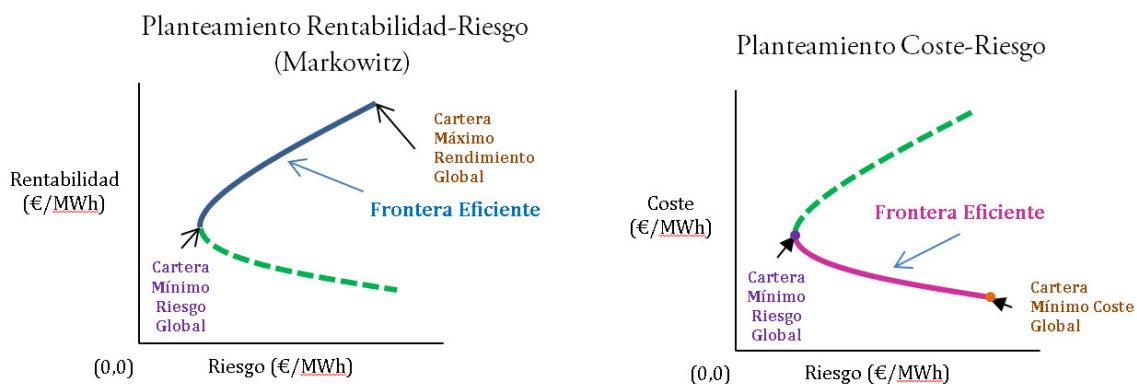 Planteamiento Rentabilidad-Riesgo
(Markowitz)
Rentabilidad
(€/MWh)
Cartera
Máximo
Rendimiento
Global
Frontera Eficiente
Cartera
Mínimo
Riesgo
Global
(0,0)
Riesgo (€/MWh)
Planteamiento Coste-Riesgo
Coste
(€/MWh)
Frontera Eficiente
Cartera
Mínimo
Riesgo
Global
Cartera
Mínimo Coste
Global
(0,0)
Riesgo (€/MWh)